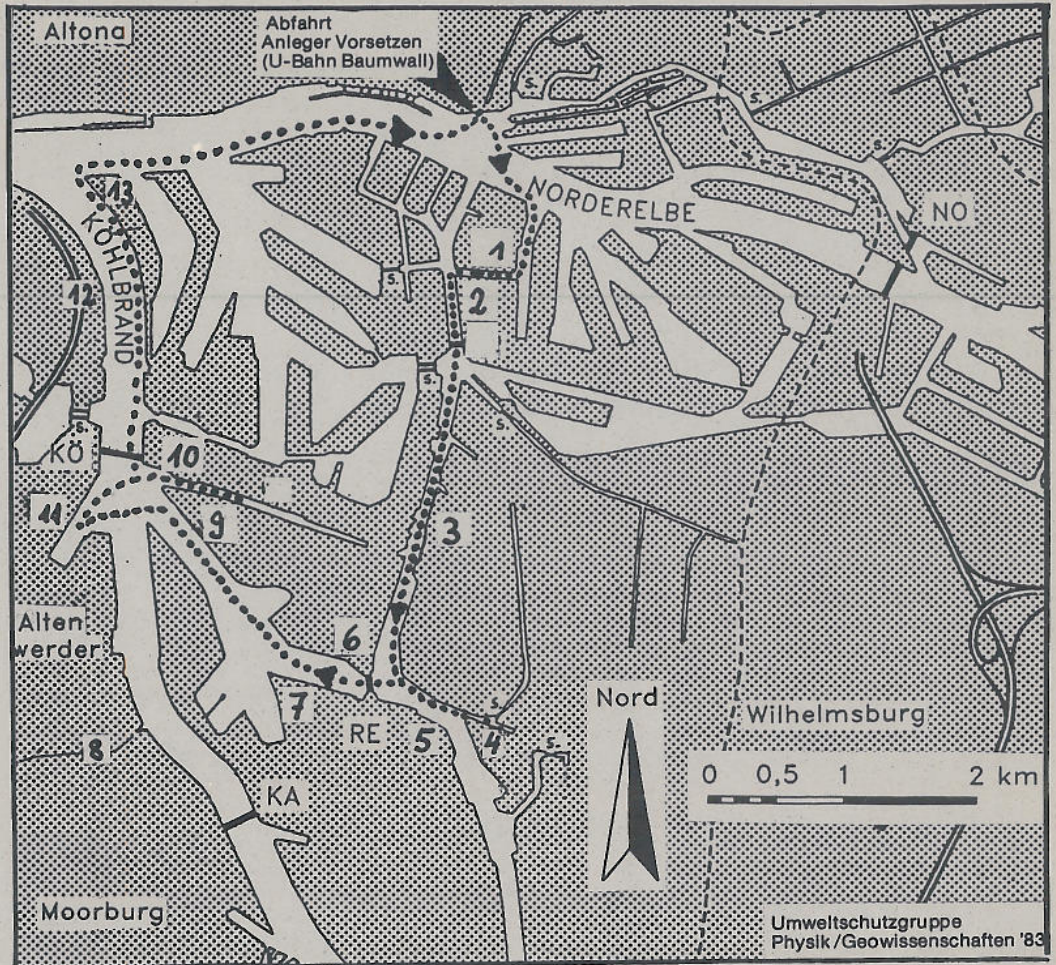 Altona
Abfahrt
Anleger Vorsetzen
(U-Bahn Baumwall)
S.
S.
S.
13
NORDERELBE
NO
KÖHLBRAND
1
S.
12
2
S.
S.
S.
KÖ
10
11
9
3
Alten
werder
6
7
RE
5
4
S.
S.
8
KA
Nord
Wilhelmsburg
0 0,5 1 2 km
Moorburg
Umweltschutzgruppe
Physik/Geowissenschaften '83